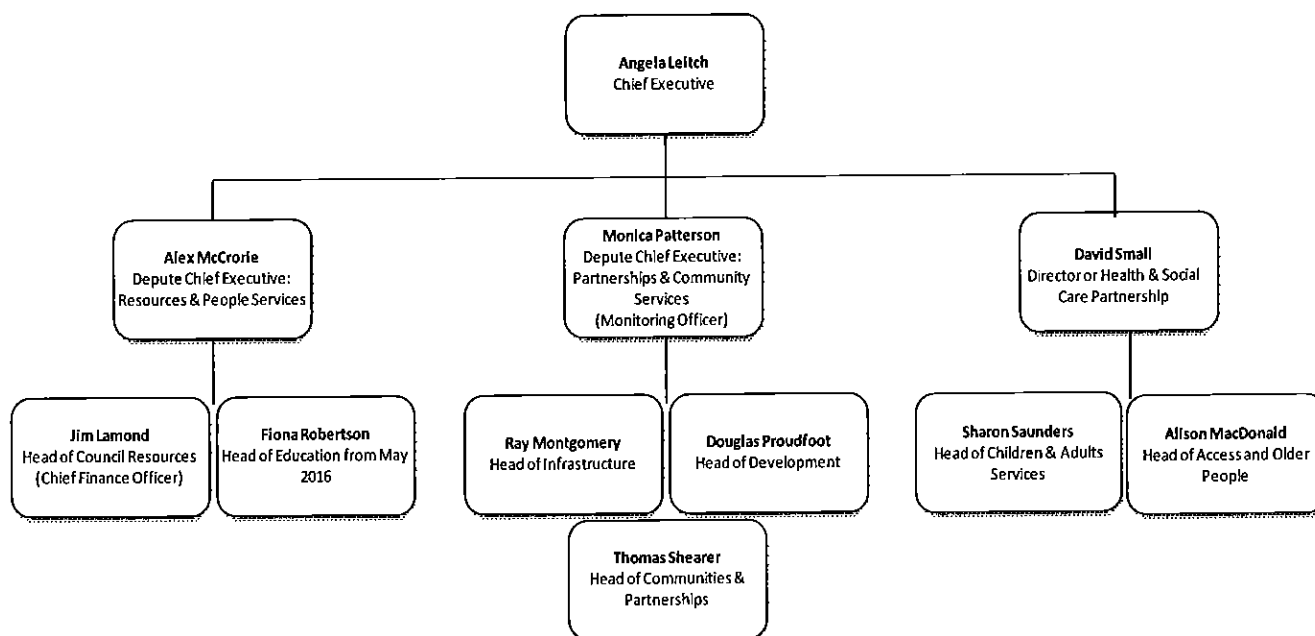 Angela Leitch
Chief Executive
Alex McCrorie
Depute Chief Executive:
Resources & People Services
Monica Patterson
Depute Chief Executive:
Partnerships & Community
Services
(Monitoring Officer)
David Small
Director or Health & Social
Care Partnership
Jim Lamond
Head of Council Resources
(Chief Finance Officer)
Fiona Robertson
Head of Education from May
2016
Ray Montgomery
Head of Infrastructure
Douglas Proudfoot
Head of Development
Sharon Saunders
Head of Children & Adults
Services
Alison MacDonald
Head of Access and Older
People
Thomas Shearer
Head of Communities &
Partnerships